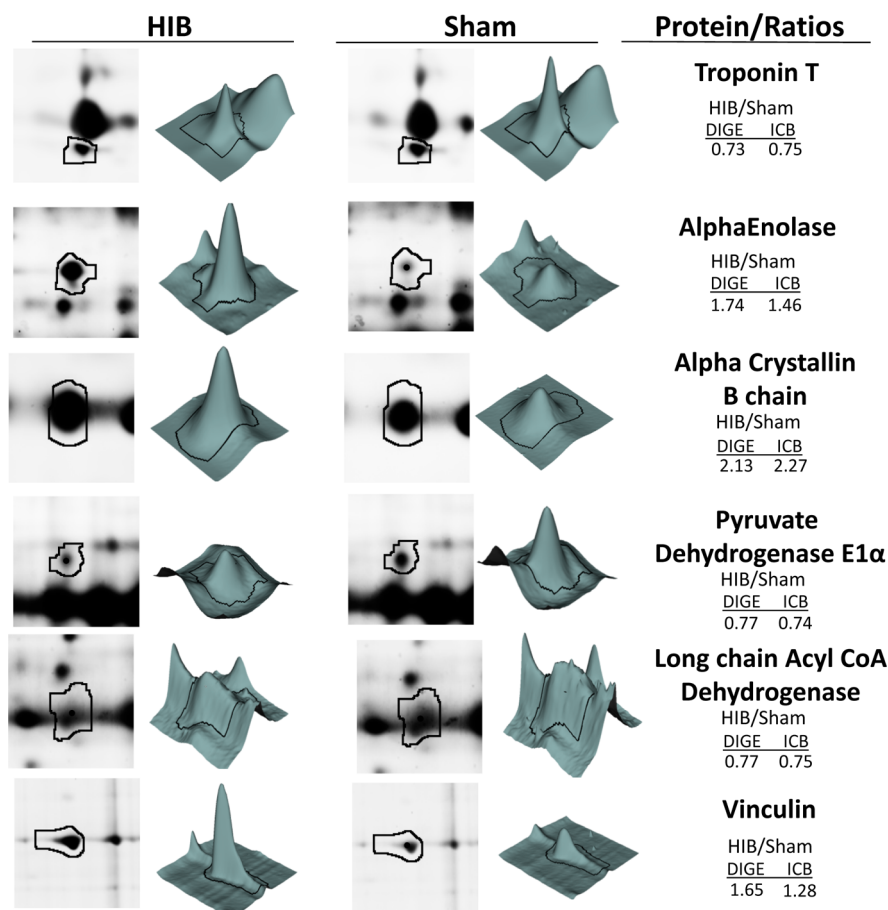 HIB Sham Protein/Ratios
Troponin T
HIB/Sham
DIGE ICB
0.73 0.75
AlphaEnolase
HIB/Sham
DIGE ICB
1.74 1.46
Alpha Crystallin
B chain
HIB/Sham
DIGE ICB
2.13 2.27
Pyruvate
Dehydrogenase E1α
HIB/Sham
DIGE ICB
0.77 0.74
Long chain Acyl CoA
Dehydrogenase
HIB/Sham
DIGE ICB
0.77 0.75
Vinculin
HIB/Sham
DIGE ICB
1.65 1.28